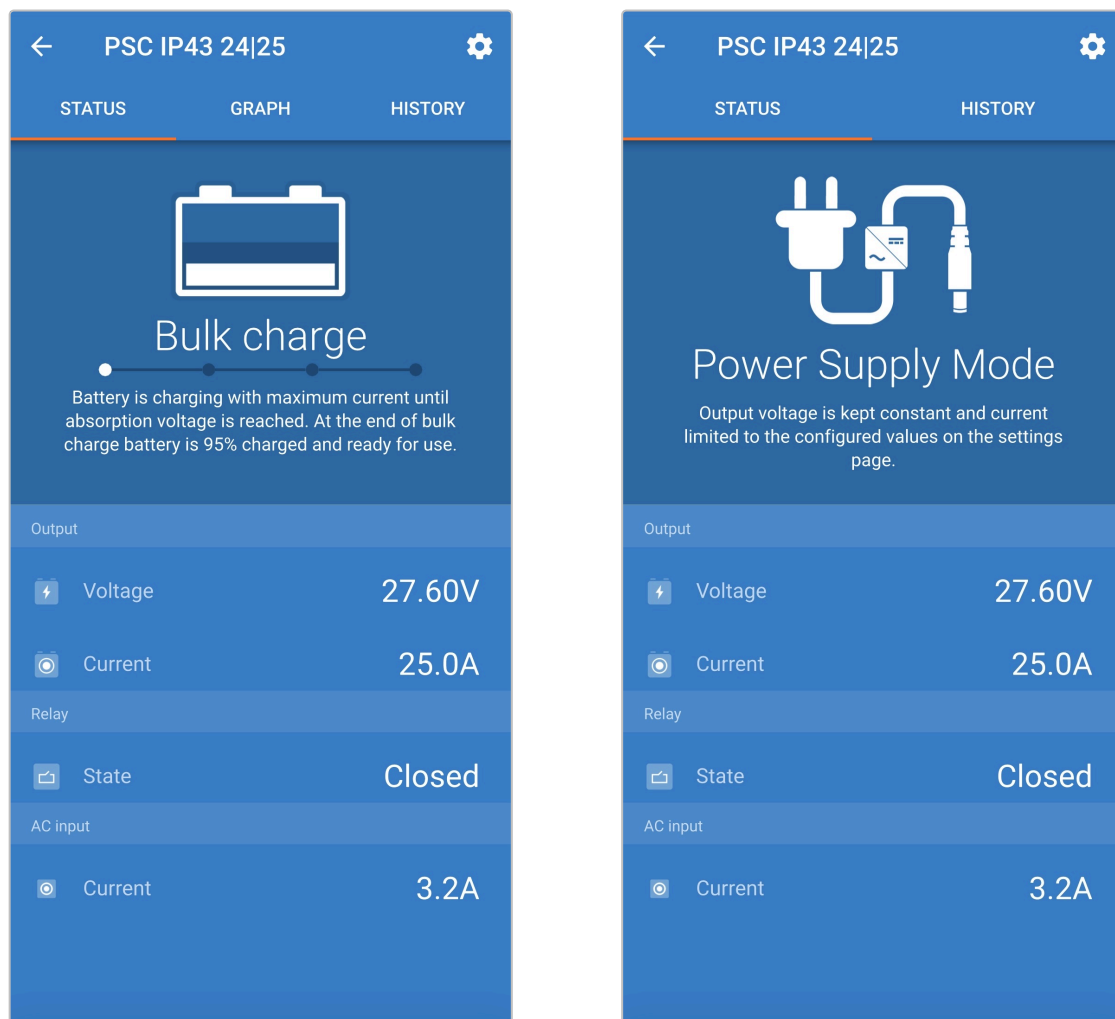 PSC IP43 24|25
STATUS GRAPH HISTORY
Bulk charge
Battery is charging with maximum current until
absorption voltage is reached. At the end of bulk
charge battery is 95% charged and ready for use.
Output
Voltage 27.60V
Current 25.0A
Relay
State Closed
AC input
Current 3.2A
PSC IP43 24|25
STATUS HISTORY
Power Supply Mode
Output voltage is kept constant and current
limited to the configured values on the settings
page.
Output
Voltage 27.60V
Current 25.0A
Relay
State Closed
AC input
Current 3.2A